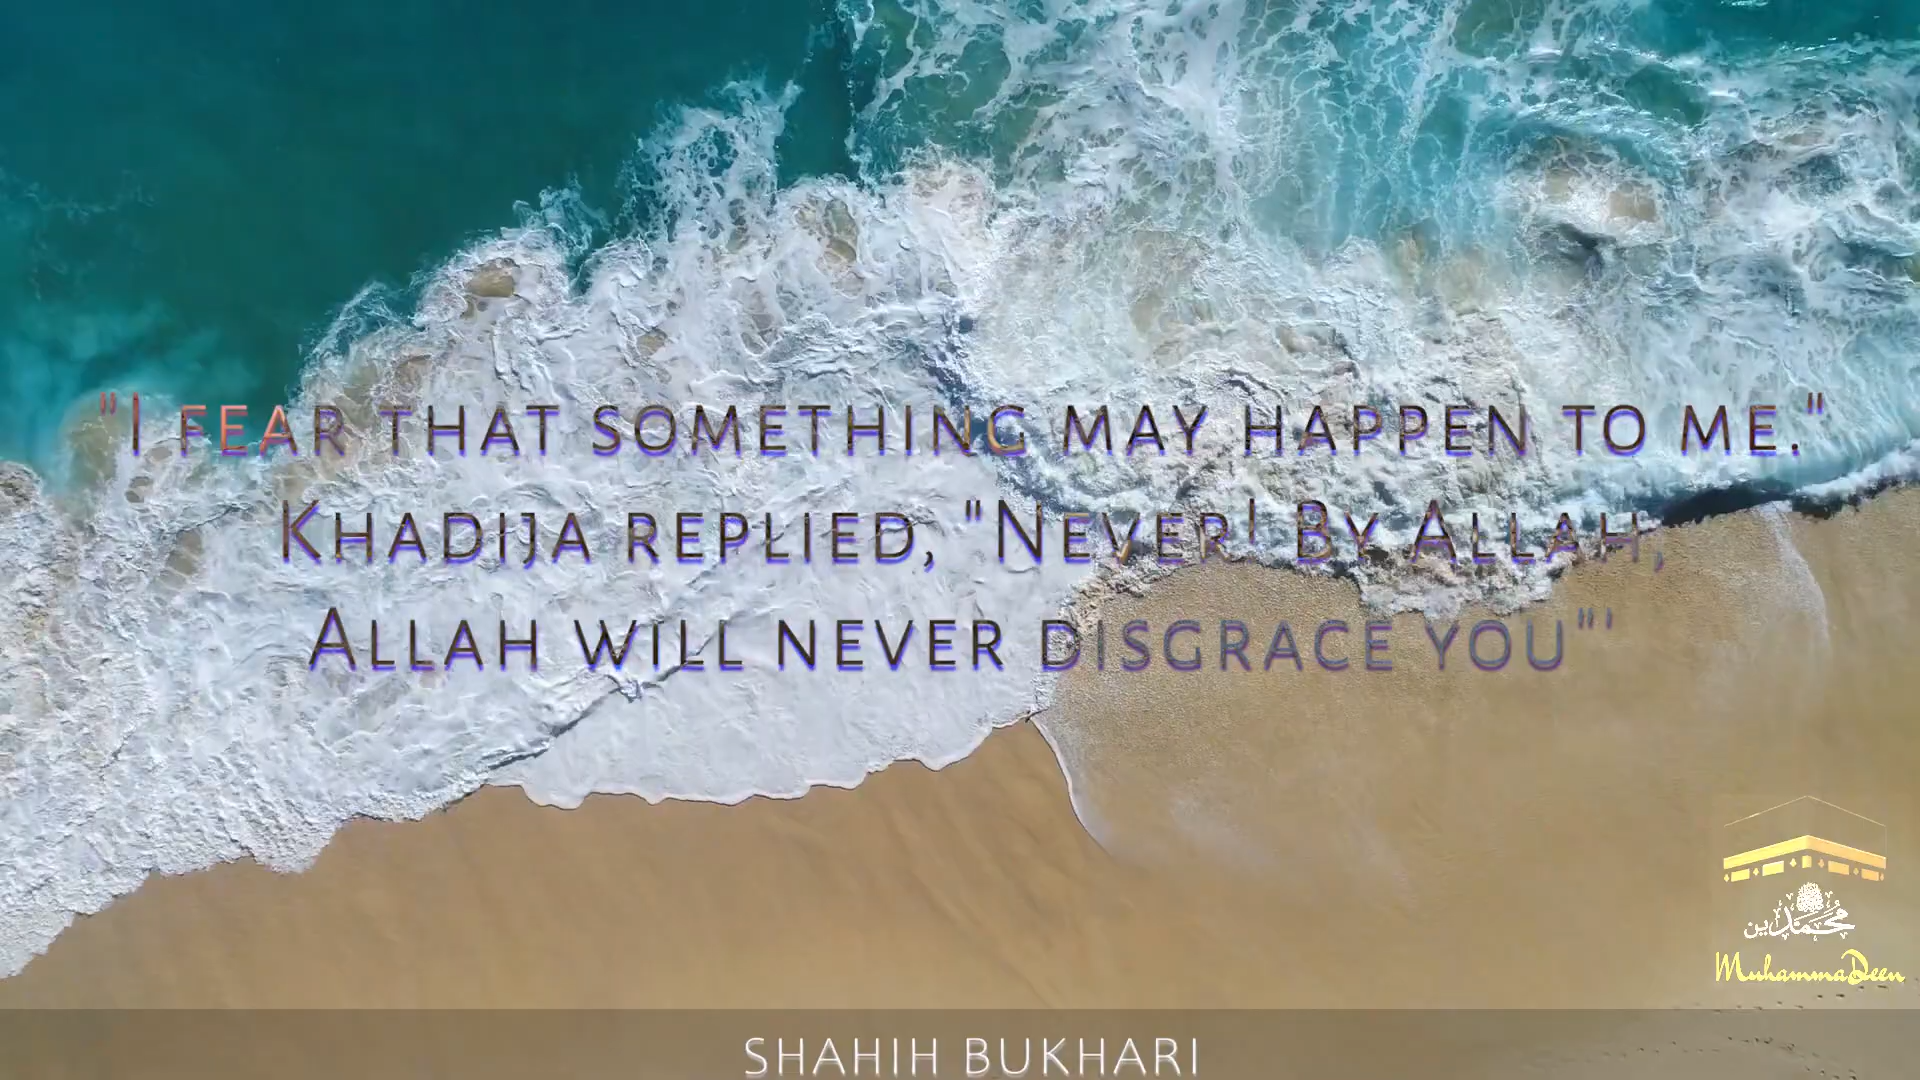 "I fear that something may happen to me."
Khadija replied, "Never! By Allah,
Allah will never disgrace you"'
محمدین
MuhammaDeen
SHAHIH BUKHARI